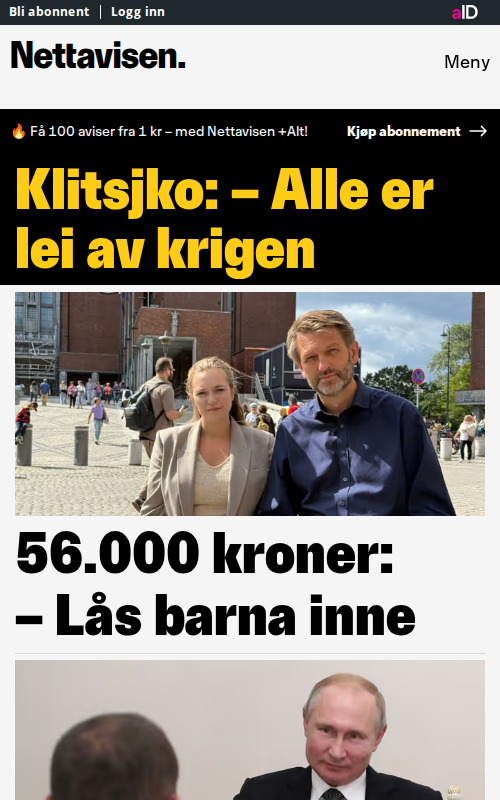 Bli abonnent | Logg inn
aID
Nettavisen.
Meny
🔥 Få 100 aviser fra 1 kr – med Nettavisen +Alt!
Kjøp abonnement →
Klitsjko: – Alle er
lei av krigen
56.000 kroner:
– Lås barna inne